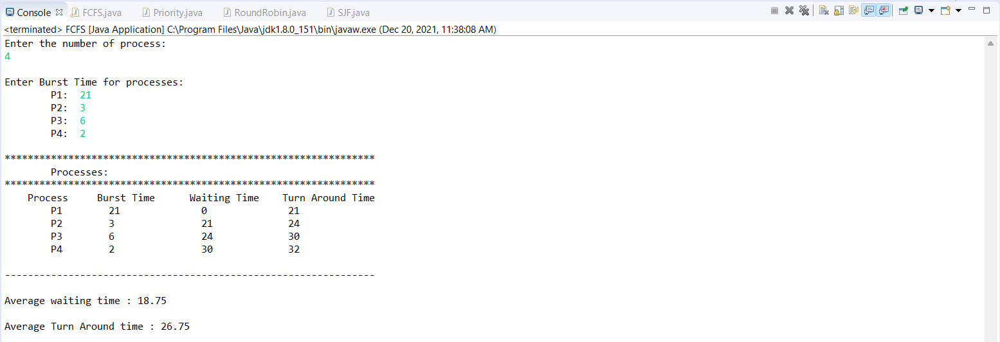 Console FCFS.java Priority.java RoundRobin.java SJF.java
<terminated> FCFS [Java Application] C:\Program Files\Java\jdk1.8.0_151\bin\javaw.exe (Dec 20, 2021, 11:38:08 AM)
Enter the number of process:
4
Enter Burst Time for processes:
P1: 21
P2: 3
P3: 6
P4: 2
****************************************************************
Processes:
****************************************************************
Process Burst Time Waiting Time Turn Around Time
P1 21 0 21
P2 3 21 24
P3 6 24 30
P4 2 30 32
----------------------------------------------------------------
Average waiting time : 18.75
Average Turn Around time : 26.75